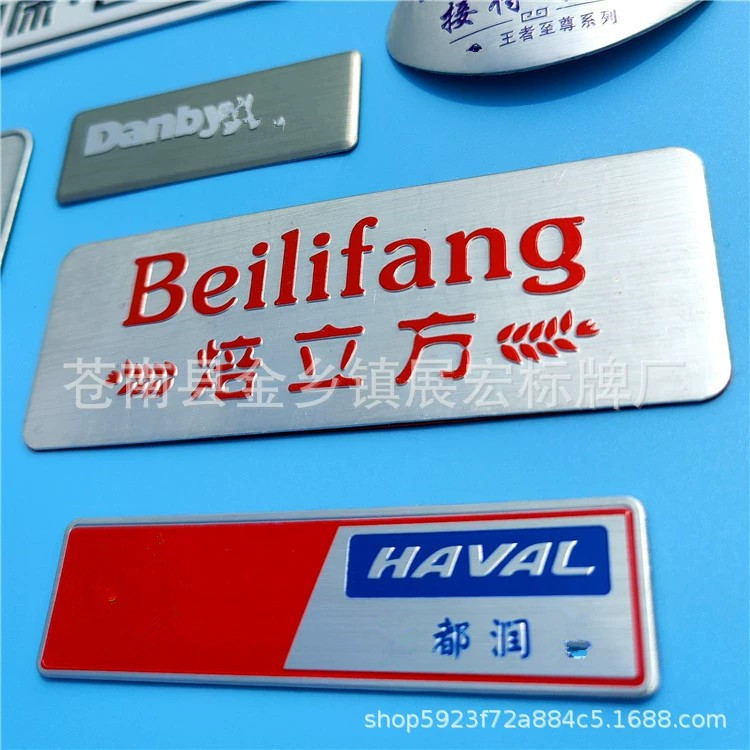 王者至尊系列
Danby
Beilifang
焙立方
苍南县金乡镇展宏标牌厂
HAVAL
都润
shop5923f72a884c5.1688.com